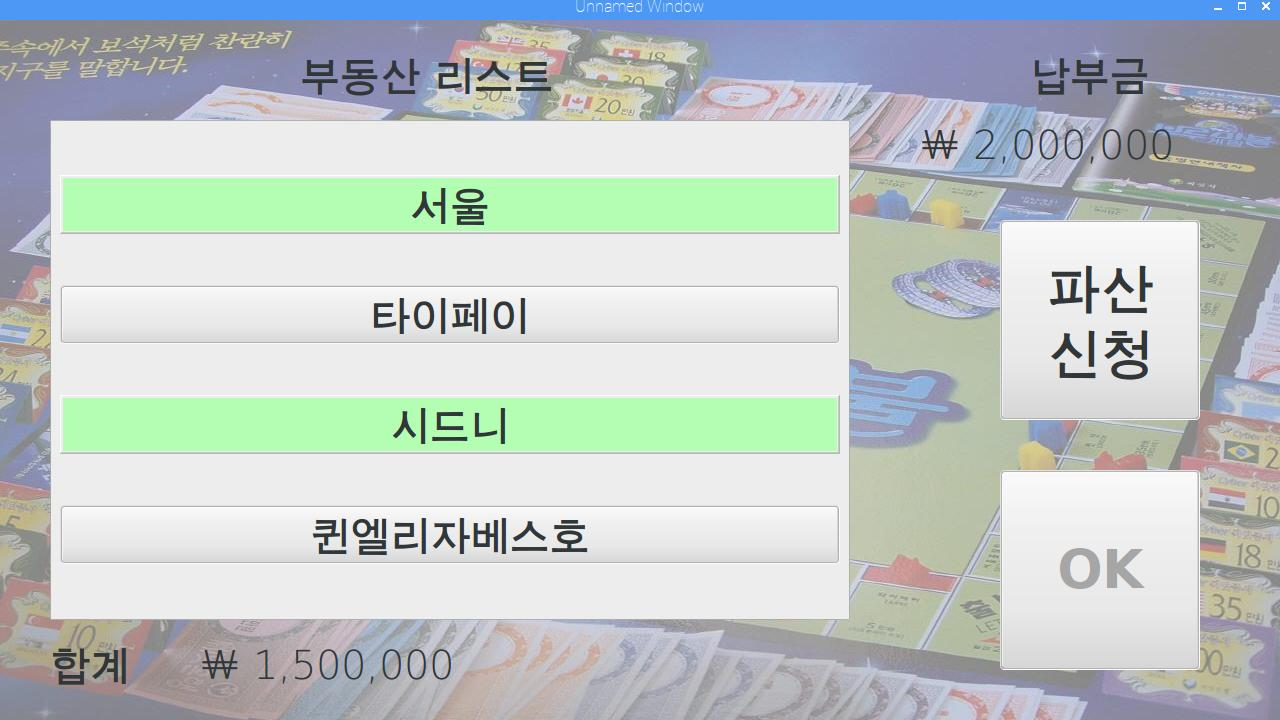 Unnamed Window
속에서 보석처럼 찬란히
지구를 말합니다.
부동산 리스트
납부금
₩ 2,000,000
서울
타이페이
시드니
퀸엘리자베스호
파산
신청
OK
합계 ₩ 1,500,000